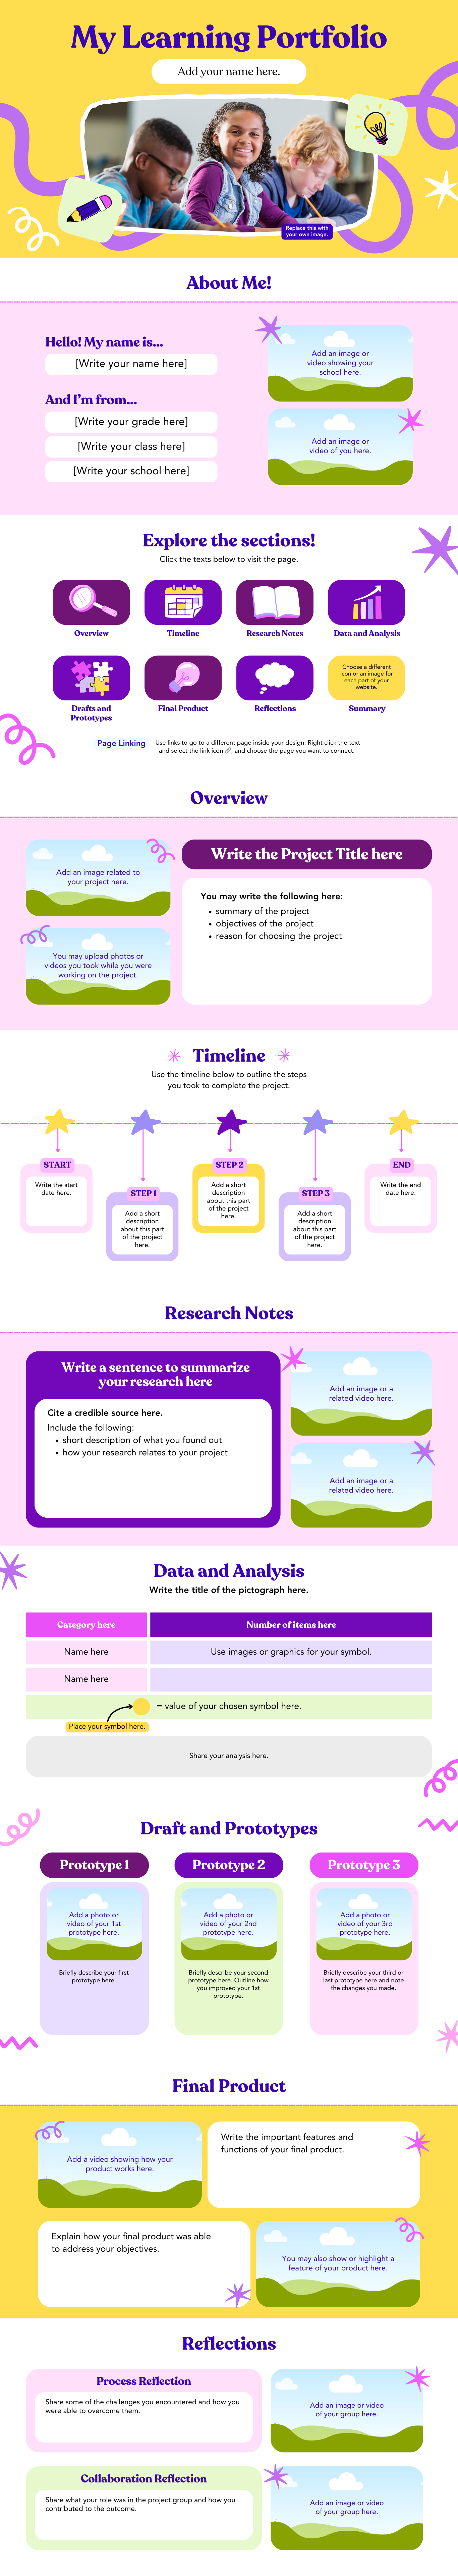 My Learning Portfolio
Add your name here.
Replace this with
your own image.
About Me!
Hello! My name is...
[Write your name here]
And I'm from...
[Write your grade here]
[Write your class here]
[Write your school here]
Add an image or
video showing your
school here.
Add an image or
video of you here.
Explore the sections!
Click the texts below to visit the page.
Overview
Timeline
Research Notes
Data and Analysis
Drafts and
Prototypes
Final Product
Reflections
Choose a different
icon or an image for
each part of your
website.
Summary
Page Linking
Use links to go to a different page inside your design. Right click the text
and select the link icon 🔗, and choose the page you want to connect.
Overview
Add an image related to
your project here.
You may upload photos or
videos you took while you were
working on the project.
Write the Project Title here
You may write the following here:
• summary of the project
• objectives of the project
• reason for choosing the project
Timeline
Use the timeline below to outline the steps
you took to complete the project.
START
Write the start
date here.
STEP 1
Add a short
description
about this part
of the project
here.
STEP 2
Add a short
description
about this part
of the project
here.
STEP 3
Add a short
description
about this part
of the project
here.
END
Write the end
date here.
Research Notes
Write a sentence to summarize
your research here
Cite a credible source here.
Include the following:
• short description of what you found out
• how your research relates to your project
Add an image or a
related video here.
Add an image or a
related video here.
Data and Analysis
Write the title of the pictograph here.
Category here
Number of items here
Name here
Use images or graphics for your symbol.
Name here
= value of your chosen symbol here.
Place your symbol here.
Share your analysis here.
Draft and Prototypes
Prototype 1
Add a photo or
video of your 1st
prototype here.
Briefly describe your first
prototype here.
Prototype 2
Add a photo or
video of your 2nd
prototype here.
Briefly describe your second
prototype here. Outline how
you improved your 1st
prototype.
Prototype 3
Add a photo or
video of your 3rd
prototype here.
Briefly describe your third or
last prototype here and note
the changes you made.
Final Product
Add a video showing how your
product works here.
Write the important features and
functions of your final product.
Explain how your final product was able
to address your objectives.
You may also show or highlight a
feature of your product here.
Reflections
Process Reflection
Share some of the challenges you encountered and how you
were able to overcome them.
Add an image or video
of your group here.
Collaboration Reflection
Share what your role was in the project group and how you
contributed to the outcome.
Add an image or video
of your group here.